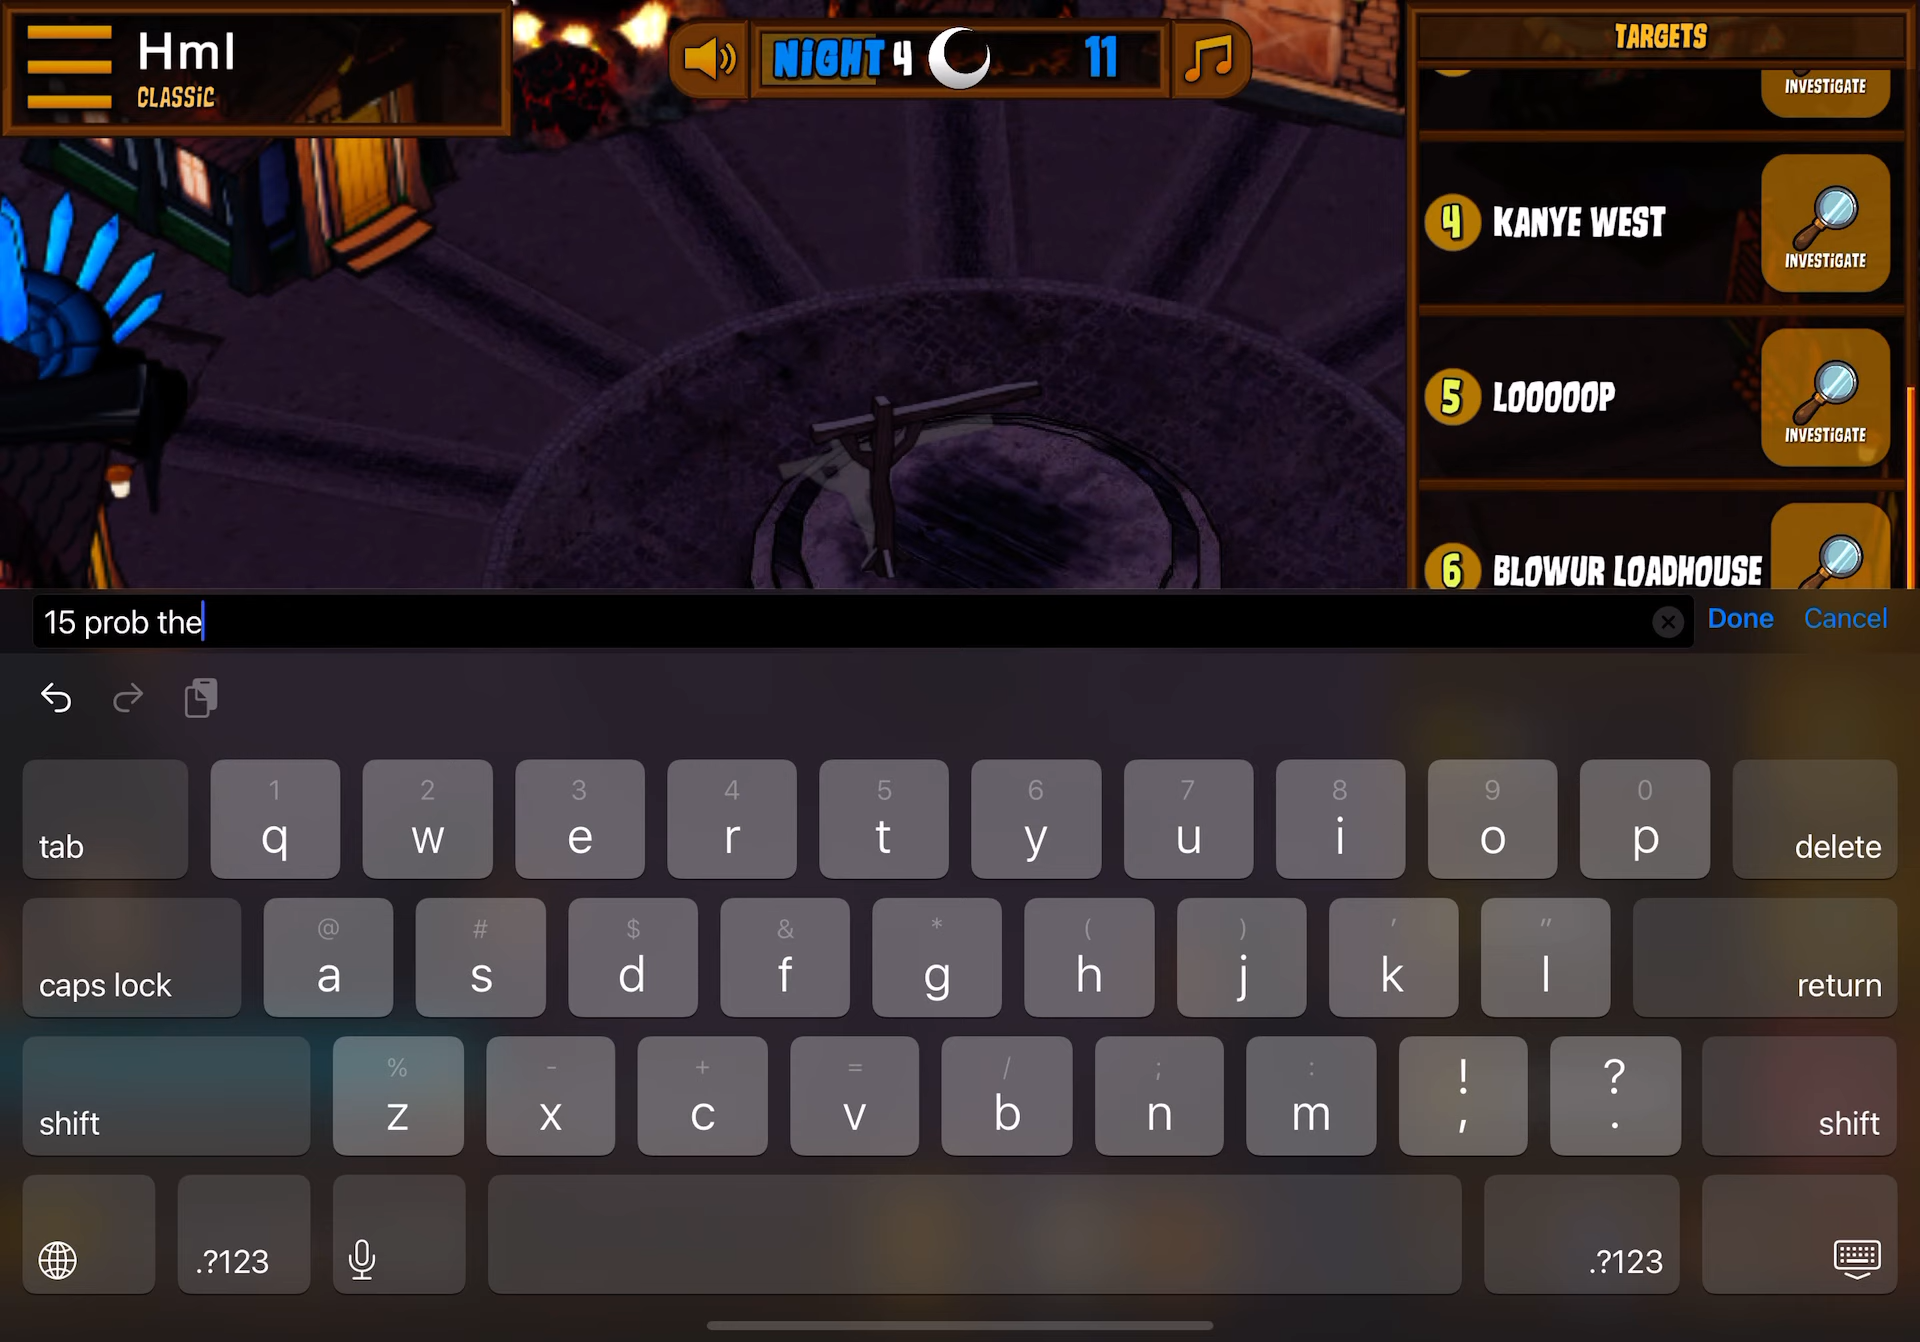 Hml
CLASSIC
NIGHT 4
11
TARGETS
INVESTIGATE
4 KANYE WEST
INVESTIGATE
5 LOOOOOP
INVESTIGATE
6 BLOWUR LOADHOUSE
15 prob the
Done Cancel
tab 1 q 2 w 3 e 4 r 5 t 6 y 7 u 8 i 9 o 0 p delete
caps lock @ a # s $ d & f * g ( h ) j ' k " l return
shift % z - x + c = v / b ; n : m ! , ? . shift
.?123 .?123